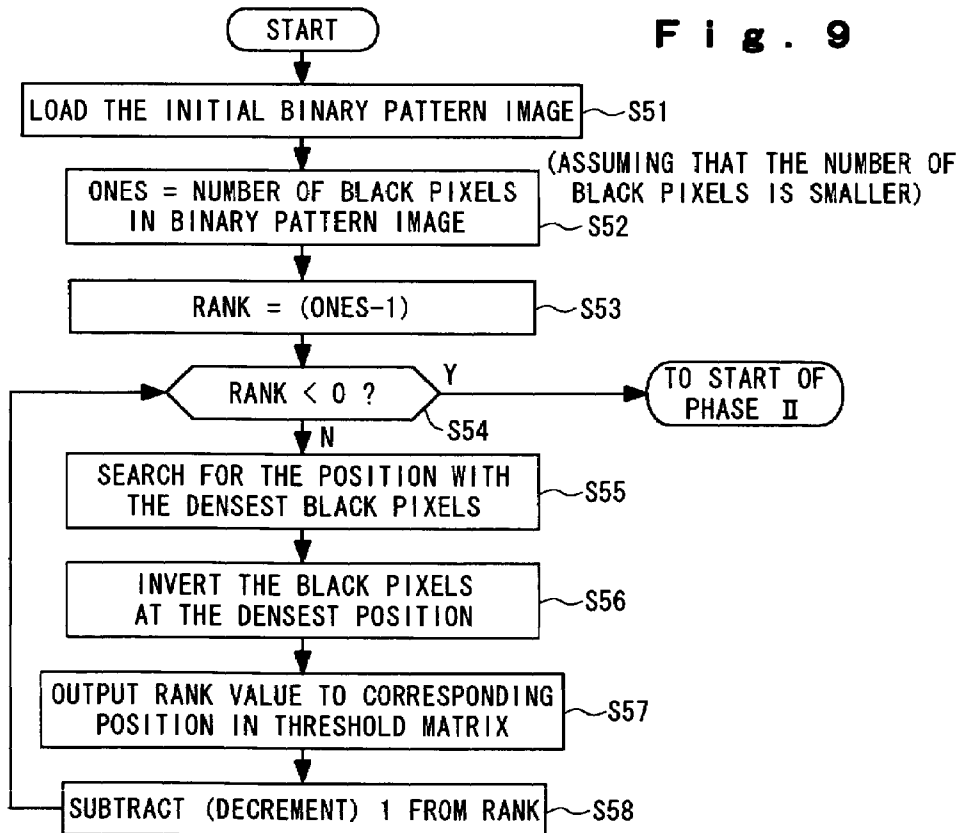 START
Fig. 9
LOAD THE INITIAL BINARY PATTERN IMAGE
S51
(ASSUMING THAT THE NUMBER OF
BLACK PIXELS IS SMALLER)
ONES = NUMBER OF BLACK PIXELS
IN BINARY PATTERN IMAGE
S52
RANK = (ONES-1)
S53
RANK < 0 ?
Y
TO START OF
PHASE II
S54
N
SEARCH FOR THE POSITION WITH
THE DENSEST BLACK PIXELS
S55
INVERT THE BLACK PIXELS
AT THE DENSEST POSITION
S56
OUTPUT RANK VALUE TO CORRESPONDING
POSITION IN THRESHOLD MATRIX
S57
SUBTRACT (DECREMENT) 1 FROM RANK
S58